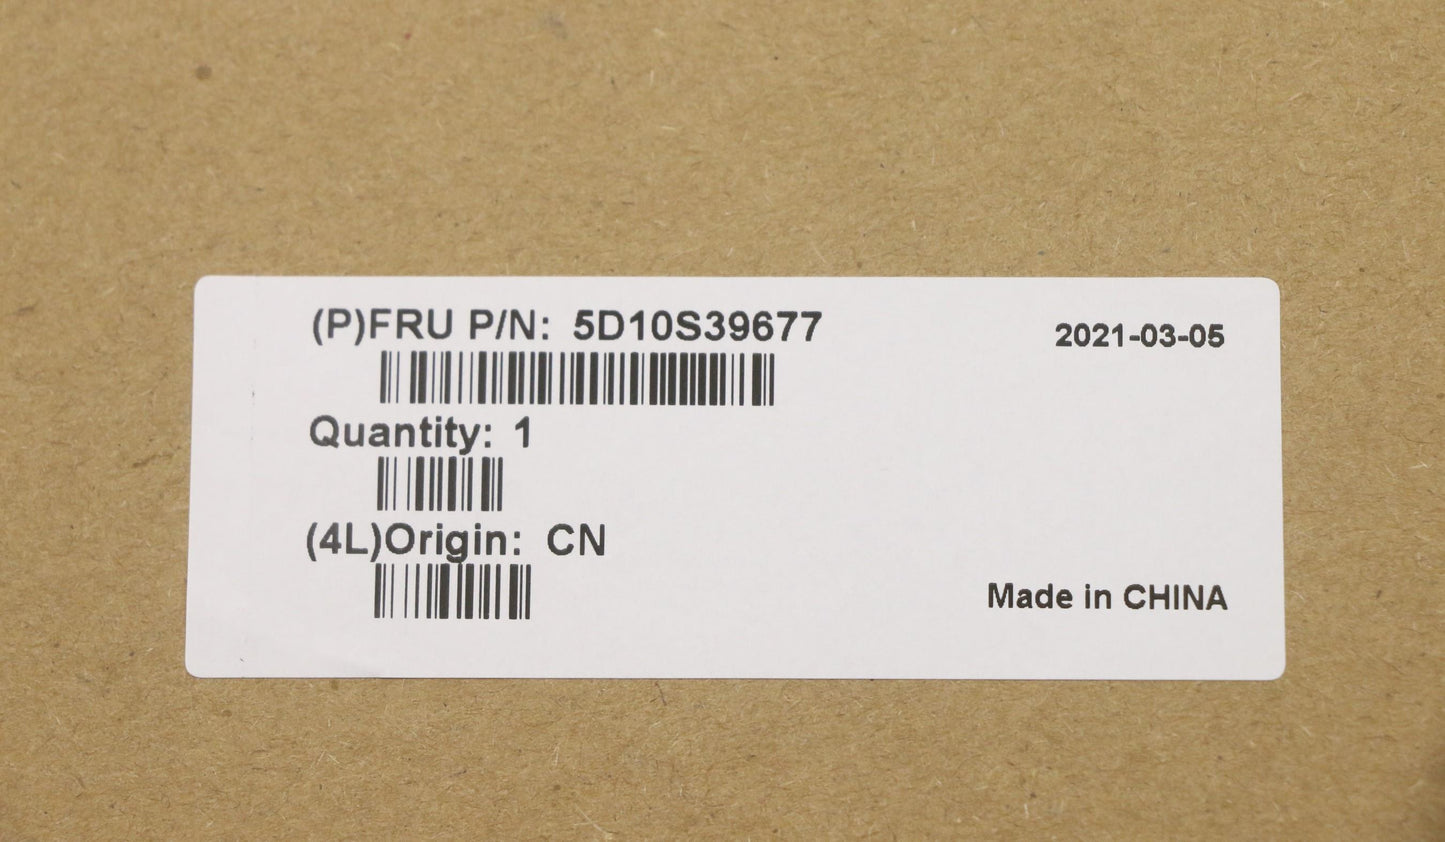 (P)FRU P/N: 5D10S39677
2021-03-05
Quantity: 1
(4L)Origin: CN
Made in CHINA